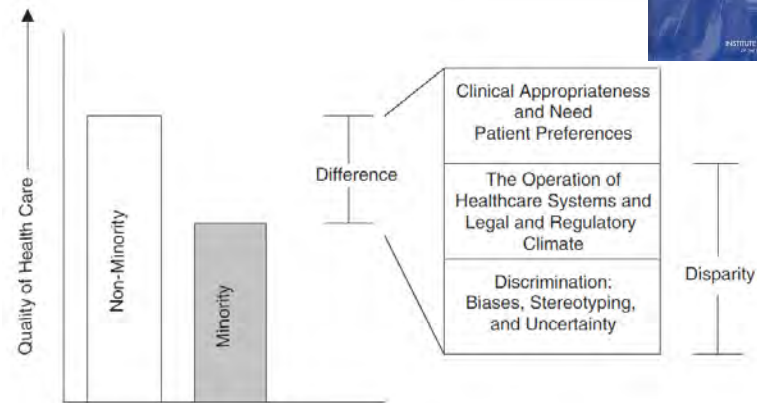 INSTITUTE
Quality of Health Care
Non-Minority
Minority
Difference
Clinical Appropriateness
and Need
Patient Preferences
The Operation of
Healthcare Systems and
Legal and Regulatory
Climate
Discrimination:
Biases, Stereotyping,
and Uncertainty
Disparity